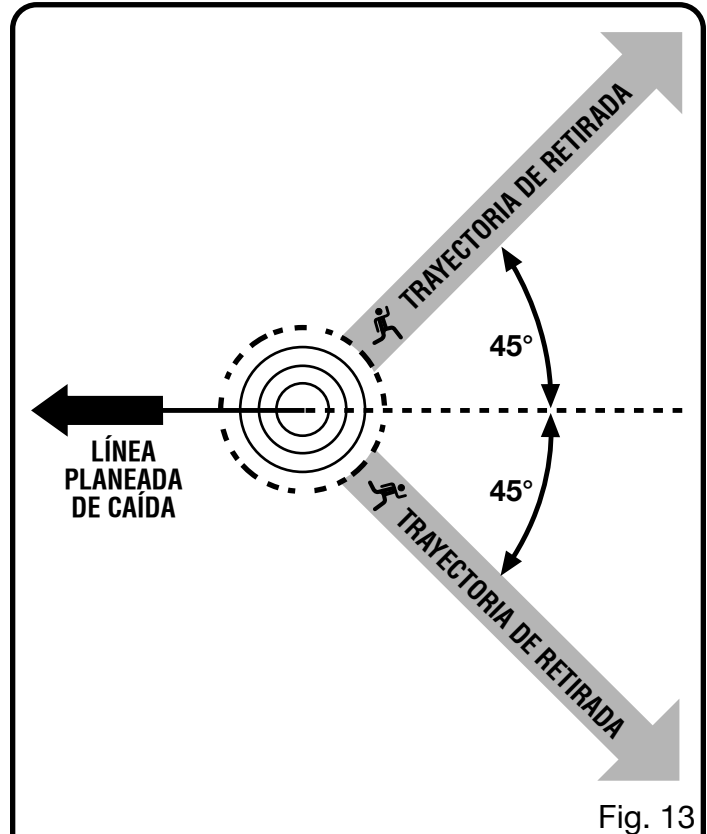 TRAYECTORIA DE RETIRADA
45°
LÍNEA
PLANEADA
DE CAÍDA
45°
TRAYECTORIA DE RETIRADA
Fig. 13